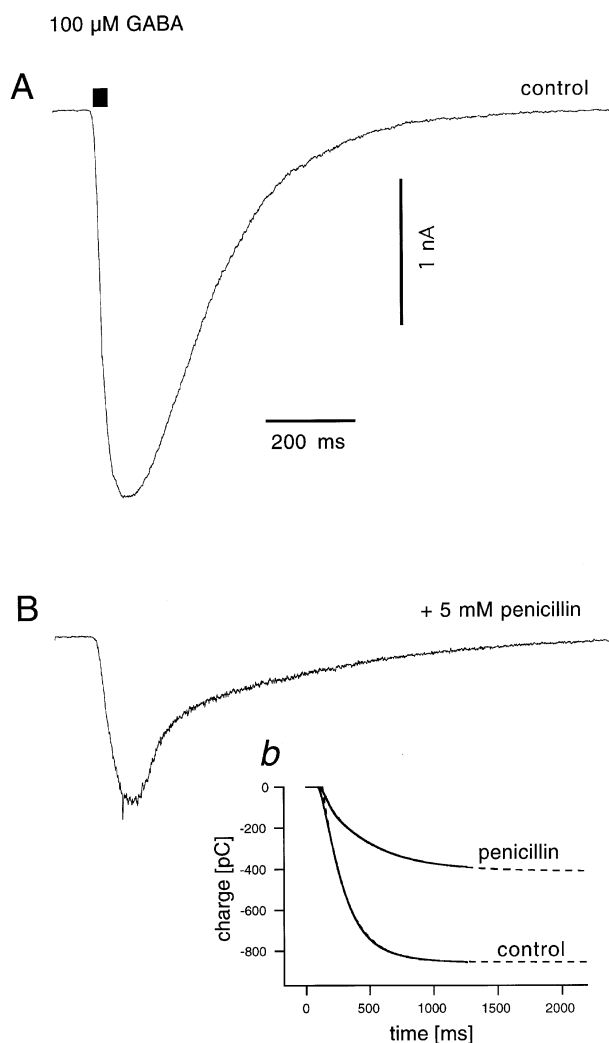 100 µM GABA
A
control
1 nA
200 ms
B
+ 5 mM penicillin
b
0
-200
-400
-600
-800
charge [pC]
penicillin
control
0 500 1000 1500 2000
time [ms]